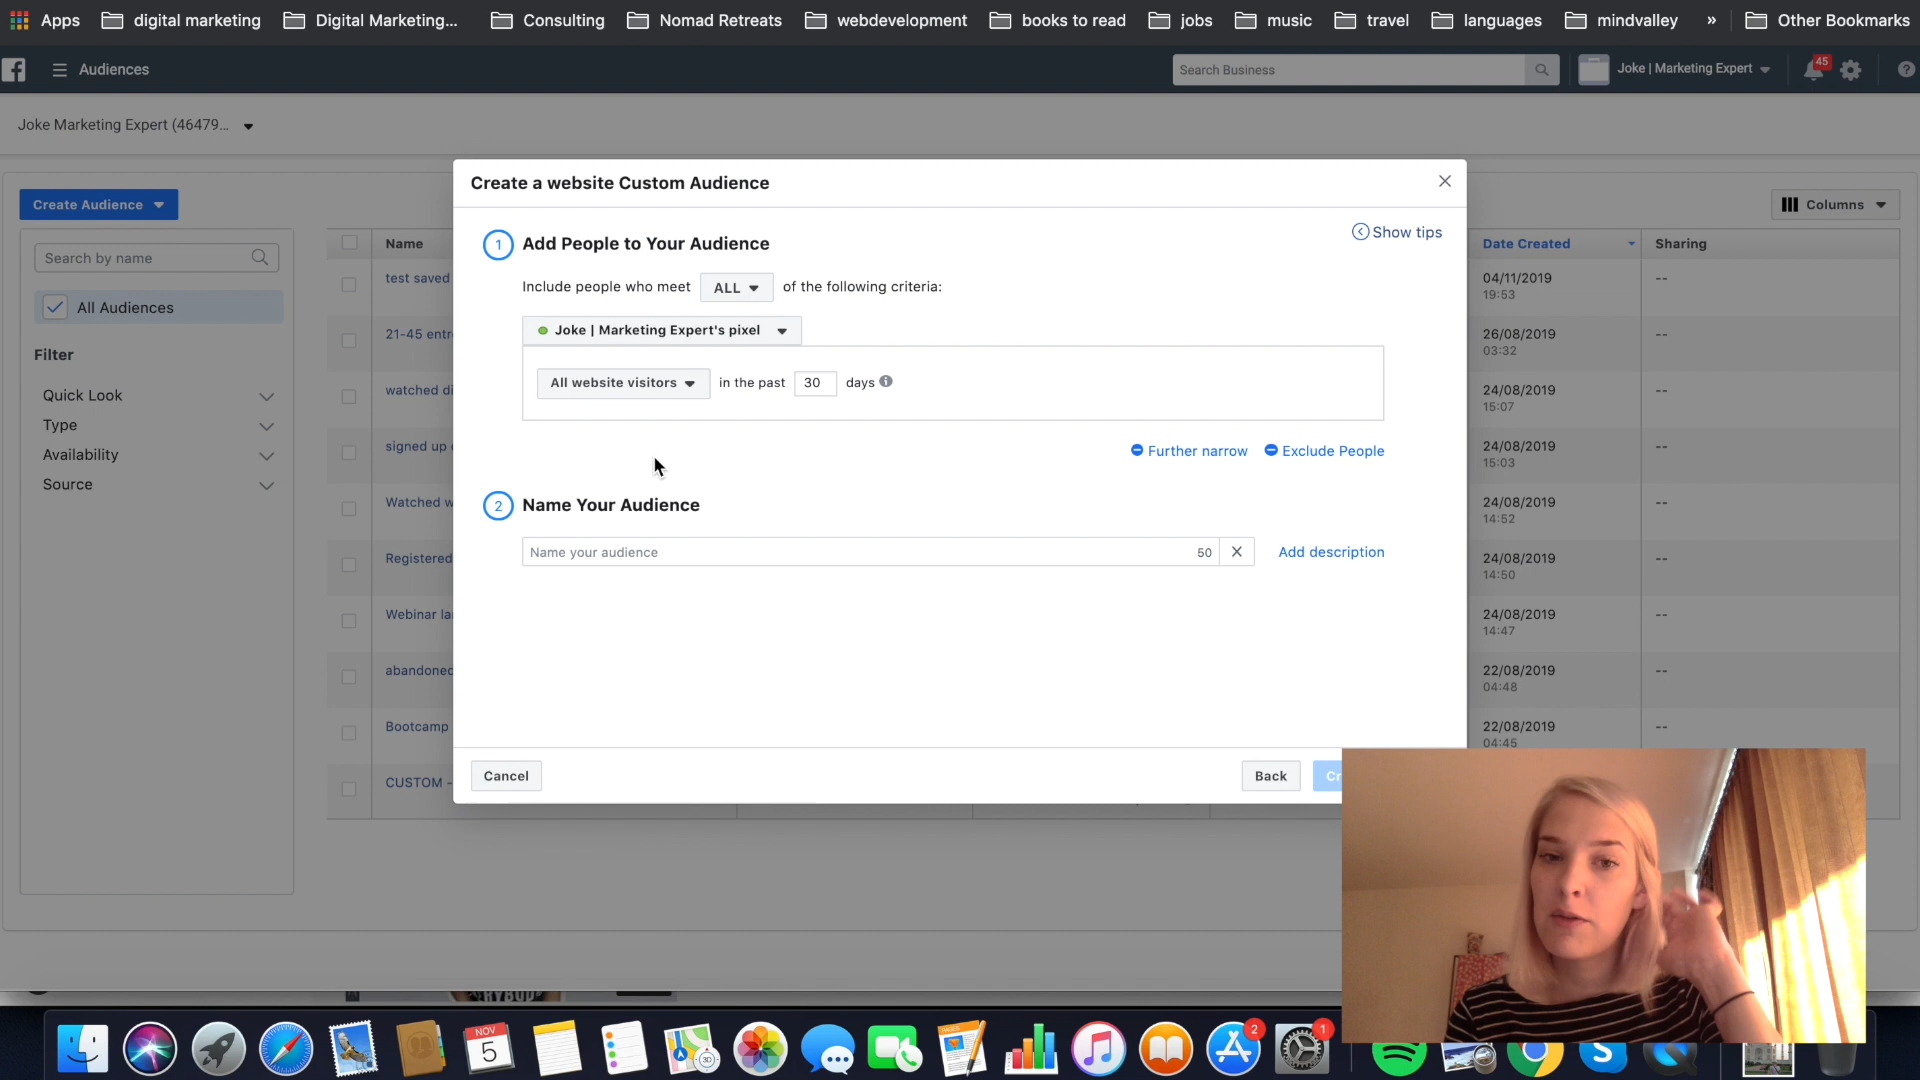 Apps digital marketing Digital Marketing... Consulting Nomad Retreats webdevelopment books to read jobs music travel languages mindvalley » Other Bookmarks
Audiences Search Business Joke | Marketing Expert 45
Joke Marketing Expert (46479...
Create a website Custom Audience
Create Audience
Columns
Show tips
1 Add People to Your Audience
Name
Date Created
Sharing
Search by name
test saved
04/11/2019
--
19:53
Include people who meet ALL of the following criteria:
All Audiences
Joke | Marketing Expert's pixel
21-45 entr
26/08/2019
--
03:32
Filter
All website visitors in the past 30 days
Quick Look
watched di
24/08/2019
--
15:07
Type
Availability
signed up
24/08/2019
--
15:03
Further narrow Exclude People
Source
2 Name Your Audience
Watched w
24/08/2019
--
14:52
Name your audience 50 Add description
Registered
24/08/2019
--
14:50
Webinar la
24/08/2019
--
14:47
abandoned
22/08/2019
--
04:48
Bootcamp
22/08/2019
--
04:45
CUSTOM -
Cancel Back Cr
NOV
5
PAGES
3D
2
1